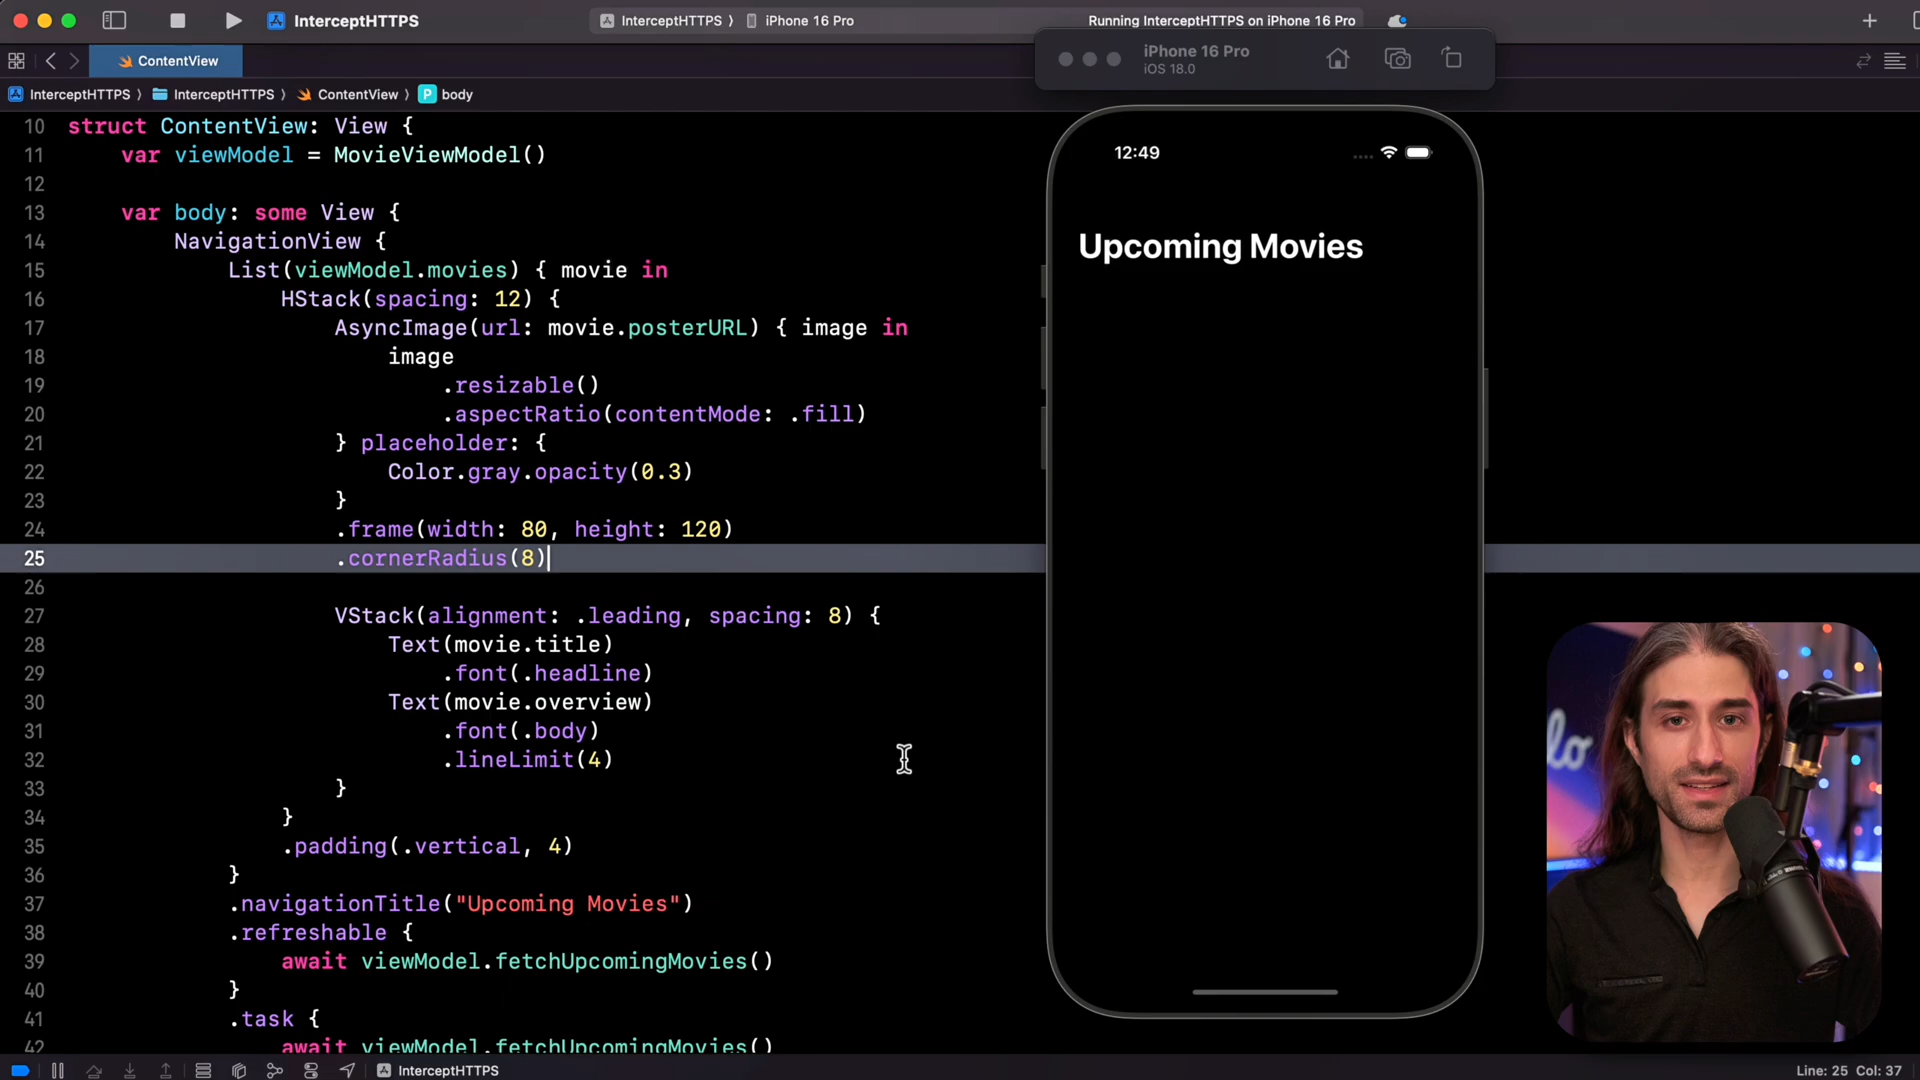 InterceptHTTPS
InterceptHTTPS 〉 iPhone 16 Pro
Running InterceptHTTPS on iPhone 16 Pro
ContentView
iPhone 16 Pro
iOS 18.0
InterceptHTTPS 〉 InterceptHTTPS 〉 ContentView 〉 P body
10 struct ContentView: View {
11 var viewModel = MovieViewModel()
12
13 var body: some View {
14 NavigationView {
15 List(viewModel.movies) { movie in
16 HStack(spacing: 12) {
17 AsyncImage(url: movie.posterURL) { image in
18 image
19 .resizable()
20 .aspectRatio(contentMode: .fill)
21 } placeholder: {
22 Color.gray.opacity(0.3)
23 }
24 .frame(width: 80, height: 120)
25 .cornerRadius(8)
26
27 VStack(alignment: .leading, spacing: 8) {
28 Text(movie.title)
29 .font(.headline)
30 Text(movie.overview)
31 .font(.body)
32 .lineLimit(4)
33 }
34 }
35 .padding(.vertical, 4)
36 }
37 .navigationTitle("Upcoming Movies")
38 .refreshable {
39 await viewModel.fetchUpcomingMovies()
40 }
41 .task {
42 await viewModel.fetchUpcomingMovies()
12:49
Upcoming Movies
InterceptHTTPS
Line: 25 Col: 37